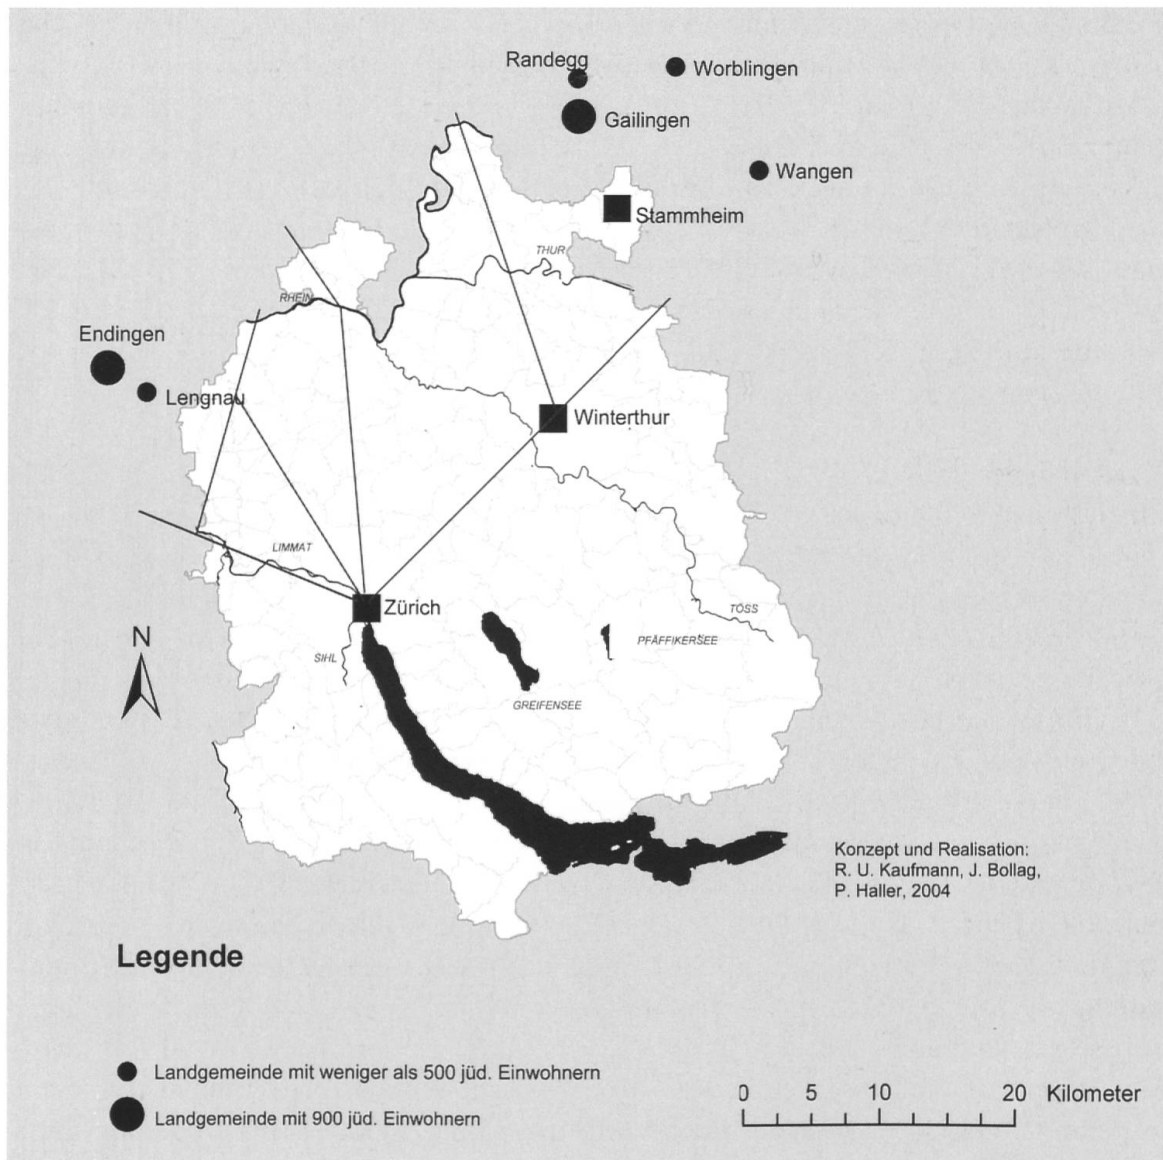 Randegg
Worblingen
Gailingen
Wangen
Stammheim
THUR
RHEIN
Endingen
Lengnau
Winterthur
LIMMAT
Zürich
TÖSS
N
SIHL
PFÄFFIKERSEE
GREIFENSEE
Konzept und Realisation:
R. U. Kaufmann, J. Bollag,
P. Haller, 2004
Legende
Landgemeinde mit weniger als 500 jüd. Einwohnern
Landgemeinde mit 900 jüd. Einwohnern
0 5 10 20 Kilometer